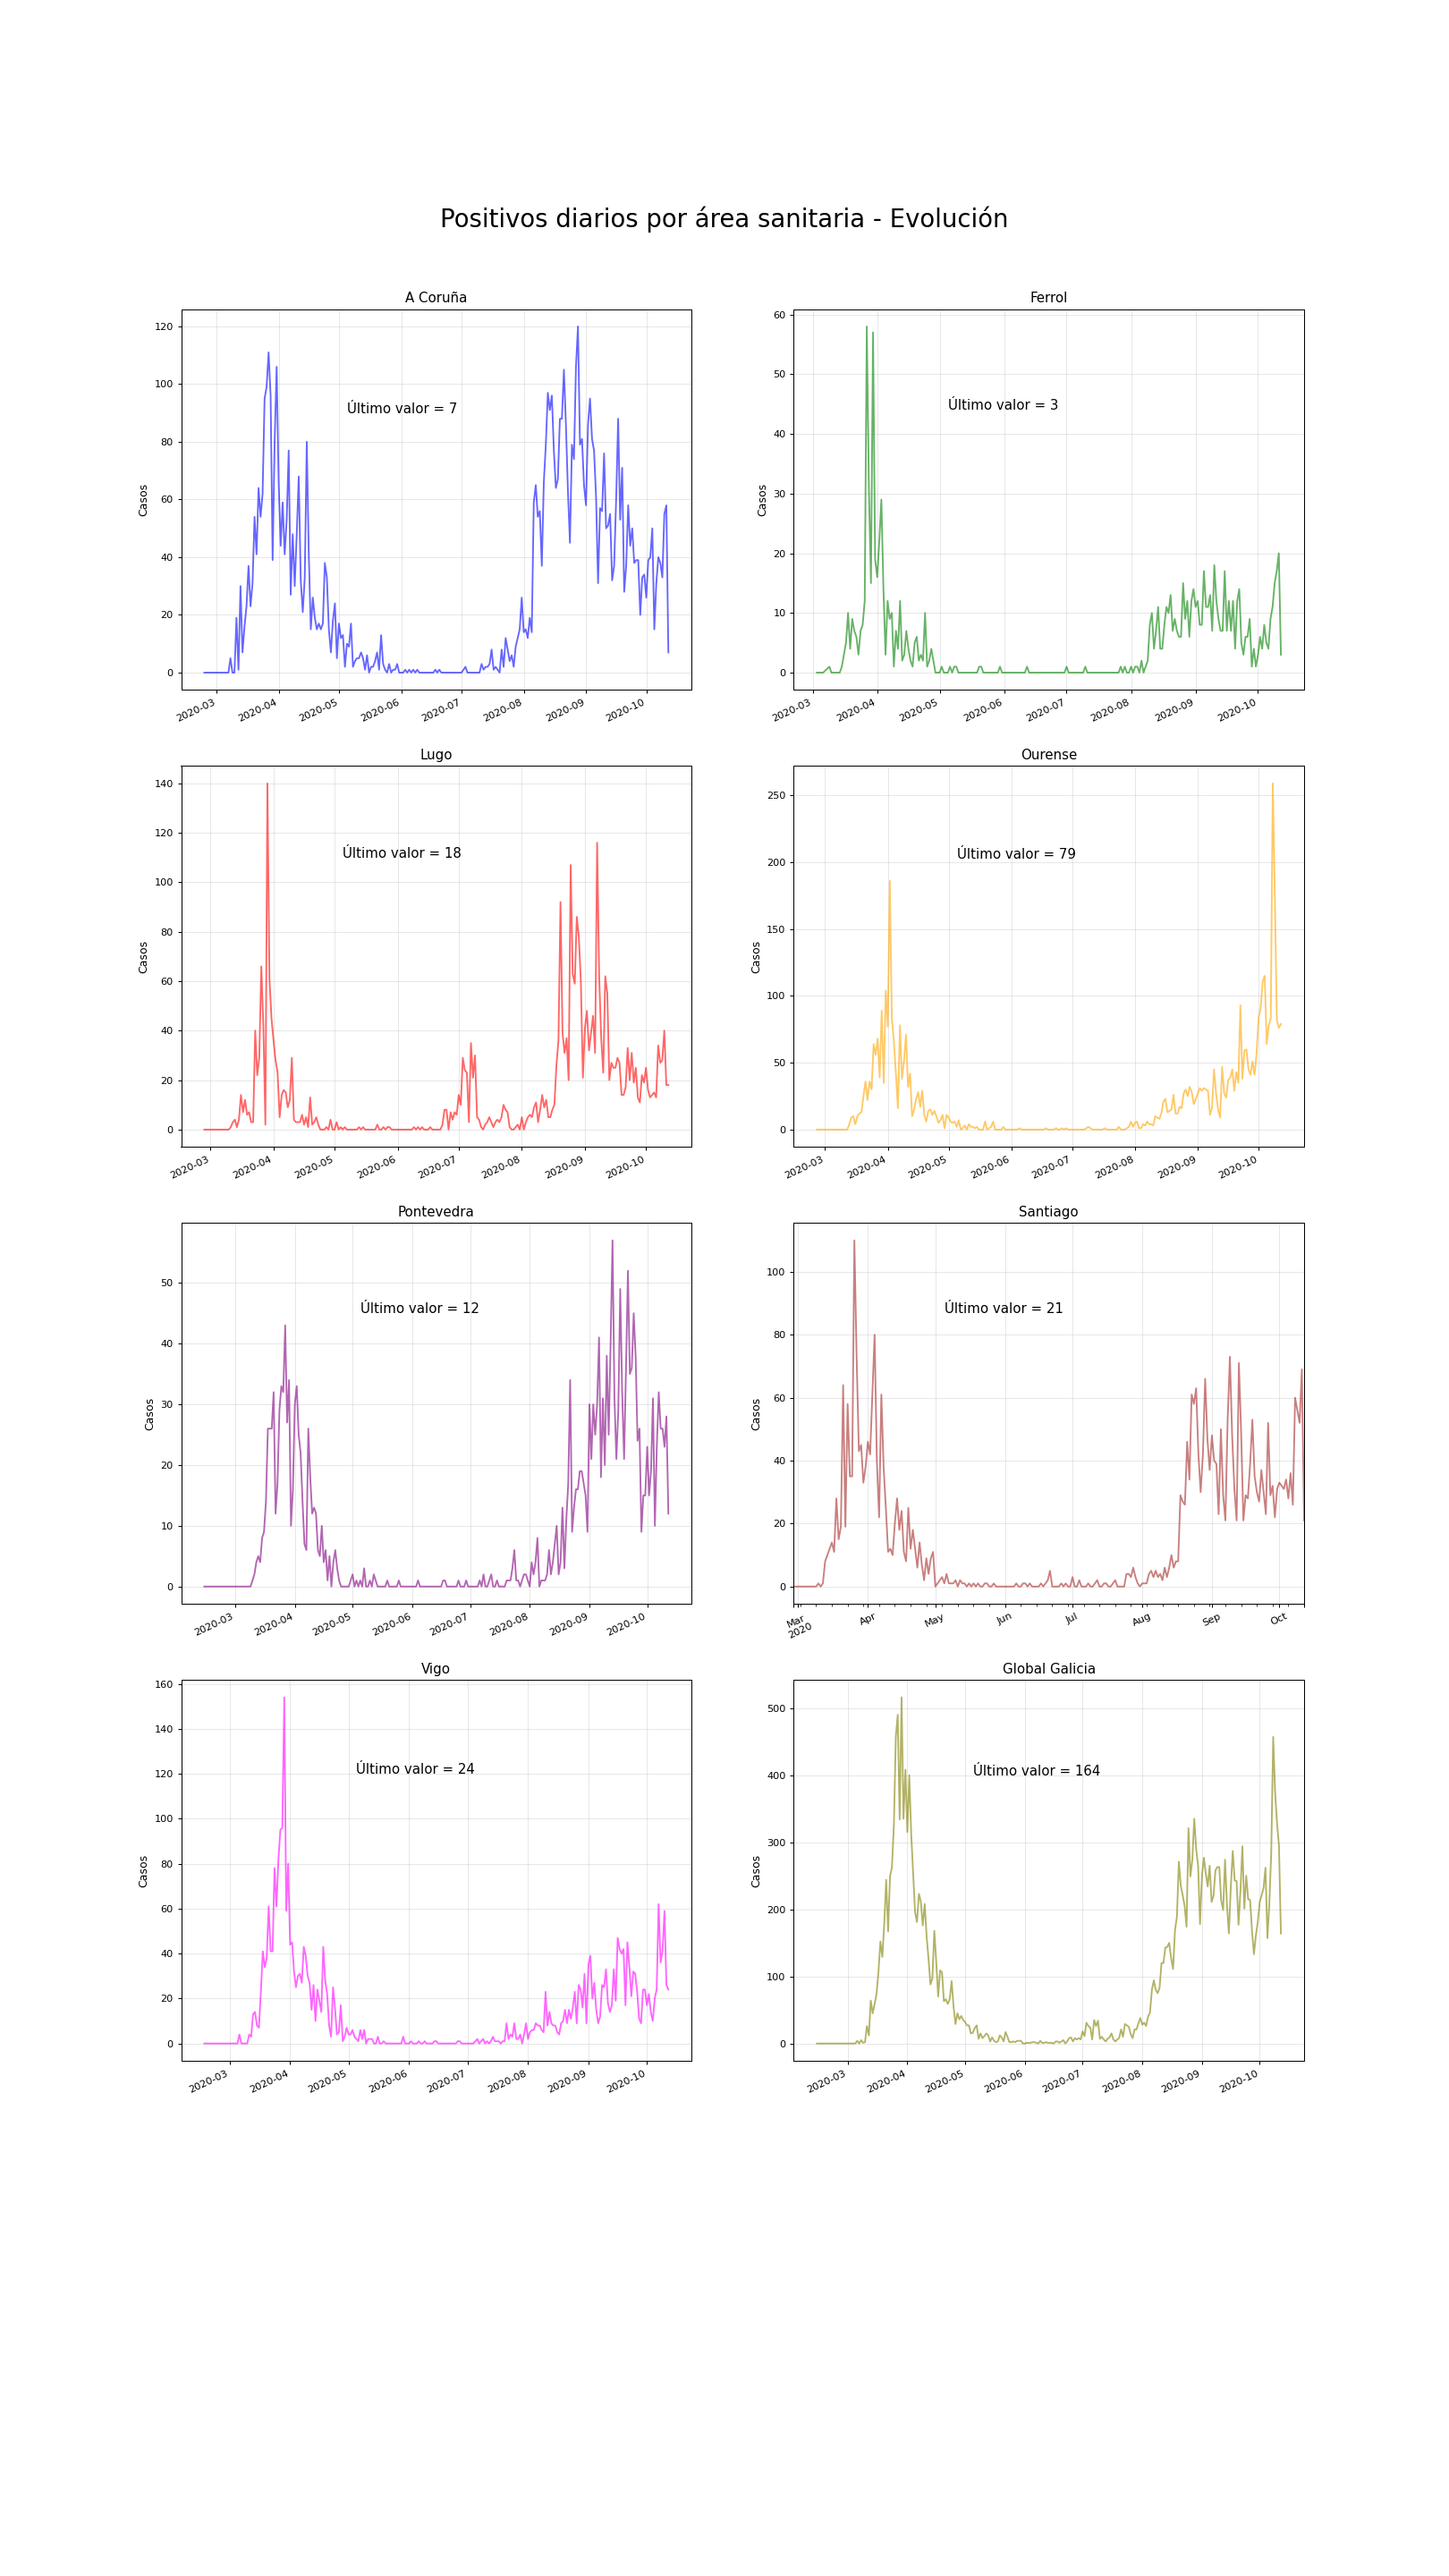 Positivos diarios por área sanitaria - Evolución
A Coruña
120
100
80
60
40
20
0
Casos
Último valor = 7
2020-03 2020-04 2020-05 2020-06 2020-07 2020-08 2020-09 2020-10
Ferrol
60
50
40
30
20
10
0
Casos
Último valor = 3
2020-03 2020-04 2020-05 2020-06 2020-07 2020-08 2020-09 2020-10
Lugo
140
120
100
80
60
40
20
0
Casos
Último valor = 18
2020-03 2020-04 2020-05 2020-06 2020-07 2020-08 2020-09 2020-10
Ourense
250
200
150
100
50
0
Casos
Último valor = 79
2020-03 2020-04 2020-05 2020-06 2020-07 2020-08 2020-09 2020-10
Pontevedra
50
40
30
20
10
0
Casos
Último valor = 12
2020-03 2020-04 2020-05 2020-06 2020-07 2020-08 2020-09 2020-10
Santiago
100
80
60
40
20
0
Casos
Último valor = 21
Mar Apr May Jun Jul Aug Sep Oct
2020
Vigo
160
140
120
100
80
60
40
20
0
Casos
Último valor = 24
2020-03 2020-04 2020-05 2020-06 2020-07 2020-08 2020-09 2020-10
Global Galicia
500
400
300
200
100
0
Casos
Último valor = 164
2020-03 2020-04 2020-05 2020-06 2020-07 2020-08 2020-09 2020-10